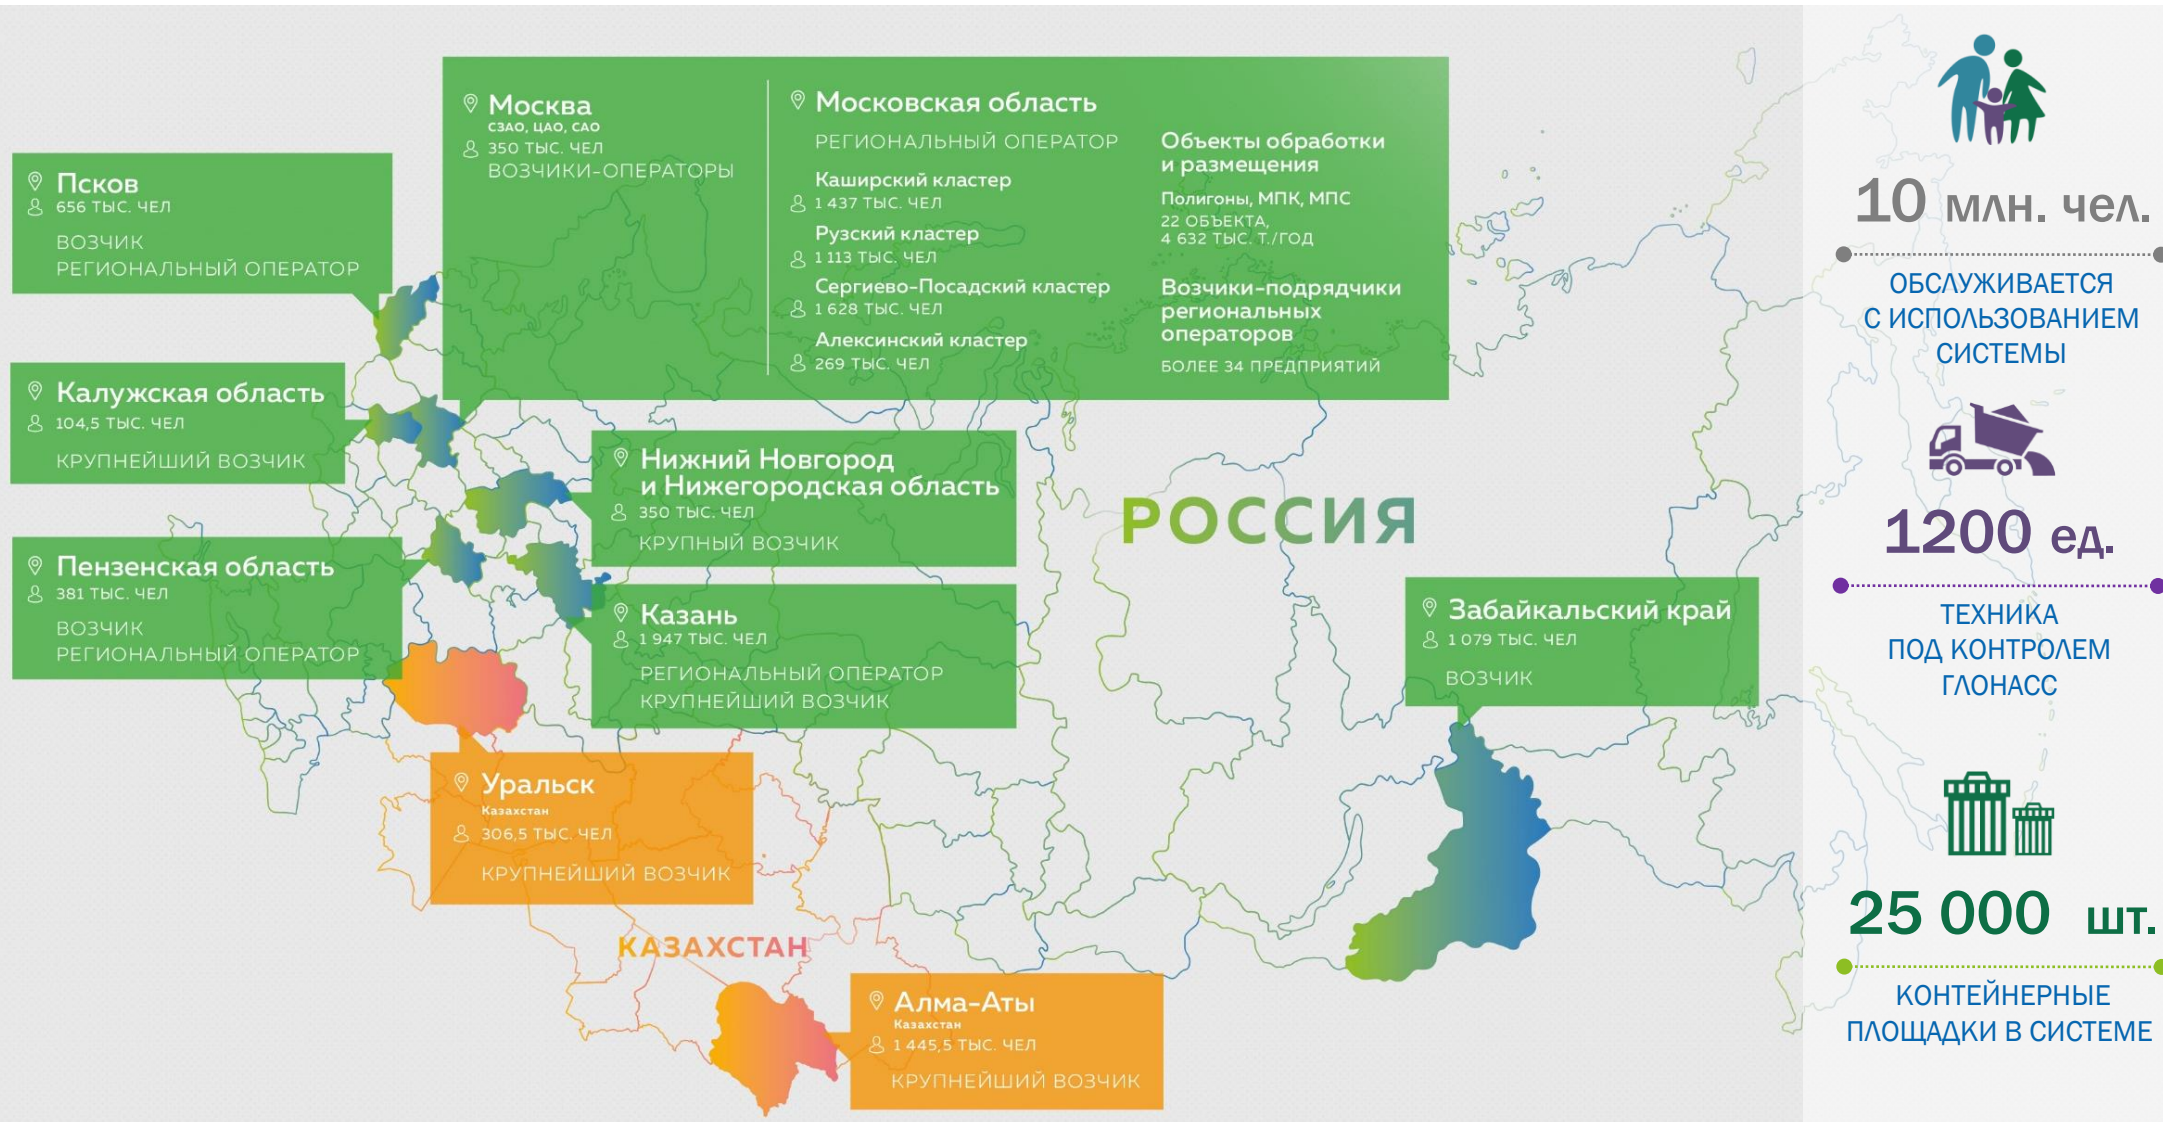 Москва
СЗАО, ЦАО, САО
350 ТЫС. ЧЕЛ
ВОЗЧИКИ-ОПЕРАТОРЫ
Московская область
РЕГИОНАЛЬНЫЙ ОПЕРАТОР
Каширский кластер
1 437 ТЫС. ЧЕЛ
Рузский кластер
1 113 ТЫС. ЧЕЛ
Сергиево-Посадский кластер
1 628 ТЫС. ЧЕЛ
Алексинский кластер
269 ТЫС. ЧЕЛ
Объекты обработки
и размещения
Полигоны, МПК, МПС
22 ОБЪЕКТА,
4 632 ТЫС. Т./ГОД
Возчики-подрядчики
региональных
операторов
БОЛЕЕ 34 ПРЕДПРИЯТИЙ
Псков
656 ТЫС. ЧЕЛ
ВОЗЧИК
РЕГИОНАЛЬНЫЙ ОПЕРАТОР
Калужская область
104,5 ТЫС. ЧЕЛ
КРУПНЕЙШИЙ ВОЗЧИК
Нижний Новгород
и Нижегородская область
350 ТЫС. ЧЕЛ
КРУПНЫЙ ВОЗЧИК
Пензенская область
381 ТЫС. ЧЕЛ
ВОЗЧИК
РЕГИОНАЛЬНЫЙ ОПЕРАТОР
Казань
1 947 ТЫС. ЧЕЛ
РЕГИОНАЛЬНЫЙ ОПЕРАТОР
КРУПНЕЙШИЙ ВОЗЧИК
РОССИЯ
Забайкальский край
1 079 ТЫС. ЧЕЛ
ВОЗЧИК
Уральск
Казахстан
306,5 ТЫС. ЧЕЛ
КРУПНЕЙШИЙ ВОЗЧИК
КАЗАХСТАН
Алма-Аты
Казахстан
1 445,5 ТЫС. ЧЕЛ
КРУПНЕЙШИЙ ВОЗЧИК
10 млн. чел.
ОБСЛУЖИВАЕТСЯ
С ИСПОЛЬЗОВАНИЕМ
СИСТЕМЫ
1200 ед.
ТЕХНИКА
ПОД КОНТРОЛЕМ
ГЛОНАСС
25 000 шт.
КОНТЕЙНЕРНЫЕ
ПЛОЩАДКИ В СИСТЕМЕ